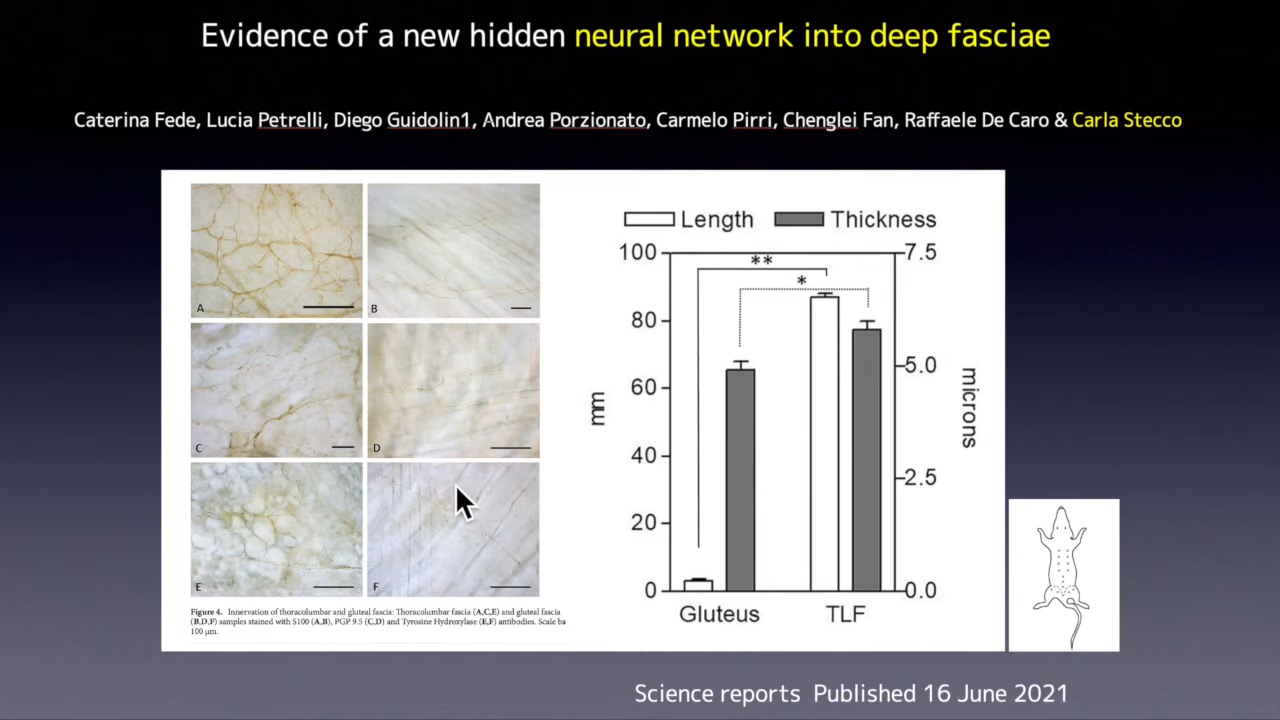 Evidence of a new hidden neural network into deep fasciae
Caterina Fede, Lucia Petrelli, Diego Guidolin1, Andrea Porzionato, Carmelo Pirri, Chenglei Fan, Raffaele De Caro & Carla Stecco
A
B
C
D
E
F
Figure 4. Innervation of thoracolumbar and gluteal fascia: Thoracolumbar fascia (A,C,E) and gluteal fascia
(B,D,F) samples stained with S100 (A,B), PGP 9.5 (C,D) and Tyrosine Hydroxylase (E,F) antibodies. Scale ba
100 µm.
Length Thickness
100
80
60
40
20
0
mm
**
*
7.5
5.0
2.5
0.0
microns
Gluteus TLF
Science reports Published 16 June 2021